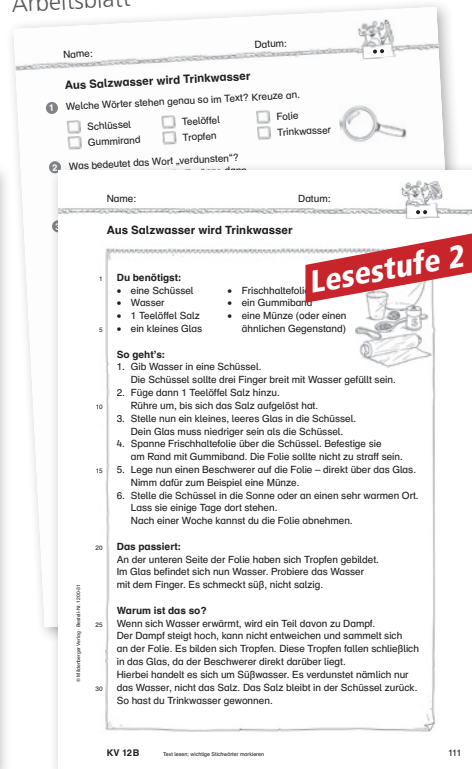 Arbeitsblatt
Name:
Datum:
Aus Salzwasser wird Trinkwasser
1 Welche Wörter stehen genau so im Text? Kreuze an.
Schlüssel
Teelöffel
Folie
Gummirand
Tropfen
Trinkwasser
2 Was bedeutet das Wort „verdunsten“?
3
Name:
Datum:
Aus Salzwasser wird Trinkwasser
Lesestufe 2
1 Du benötigst:
• eine Schüssel
• Wasser
• 1 Teelöffel Salz
5 • ein kleines Glas
• Frischhaltefolie
• ein Gummiband
• eine Münze (oder einen
ähnlichen Gegenstand)
So geht's:
1. Gib Wasser in eine Schüssel.
Die Schüssel sollte drei Finger breit mit Wasser gefüllt sein.
2. Füge dann 1 Teelöffel Salz hinzu.
10 Rühre um, bis sich das Salz aufgelöst hat.
3. Stelle nun ein kleines, leeres Glas in die Schüssel.
Dein Glas muss niedriger sein als die Schüssel.
4. Spanne Frischhaltefolie über die Schüssel. Befestige sie
am Rand mit Gummiband. Die Folie sollte nicht zu straff sein.
15 5. Lege nun einen Beschwerer auf die Folie – direkt über das Glas.
Nimm dafür zum Beispiel eine Münze.
6. Stelle die Schüssel in die Sonne oder an einen sehr warmen Ort.
Lass sie einige Tage dort stehen.
Nach einer Woche kannst du die Folie abnehmen.
20 Das passiert:
An der unteren Seite der Folie haben sich Tropfen gebildet.
Im Glas befindet sich nun Wasser. Probiere das Wasser
mit dem Finger. Es schmeckt süß, nicht salzig.
Warum ist das so?
25 Wenn sich Wasser erwärmt, wird ein Teil davon zu Dampf.
Der Dampf steigt hoch, kann nicht entweichen und sammelt sich
an der Folie. Es bilden sich Tropfen. Diese Tropfen fallen schließlich
in das Glas, da der Beschwerer direkt darüber liegt.
Hierbei handelt es sich um Süßwasser. Es verdunstet nämlich nur
30 das Wasser, nicht das Salz. Das Salz bleibt in der Schüssel zurück.
So hast du Trinkwasser gewonnen.
© Mildenberger Verlag · Bestell-Nr. 1200-61
KV 12B
Text lesen; wichtige Stichwörter markieren
111